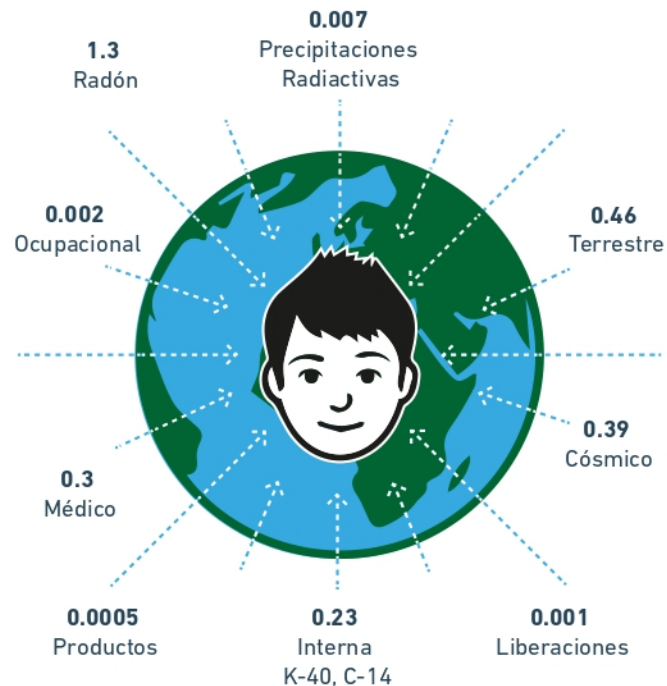 0.007
Precipitaciones
Radiactivas
1.3
Radón
0.002
Ocupacional
0.46
Terrestre
0.39
Cósmico
0.3
Médico
0.0005
Productos
0.23
Interna
K-40, C-14
0.001
Liberaciones